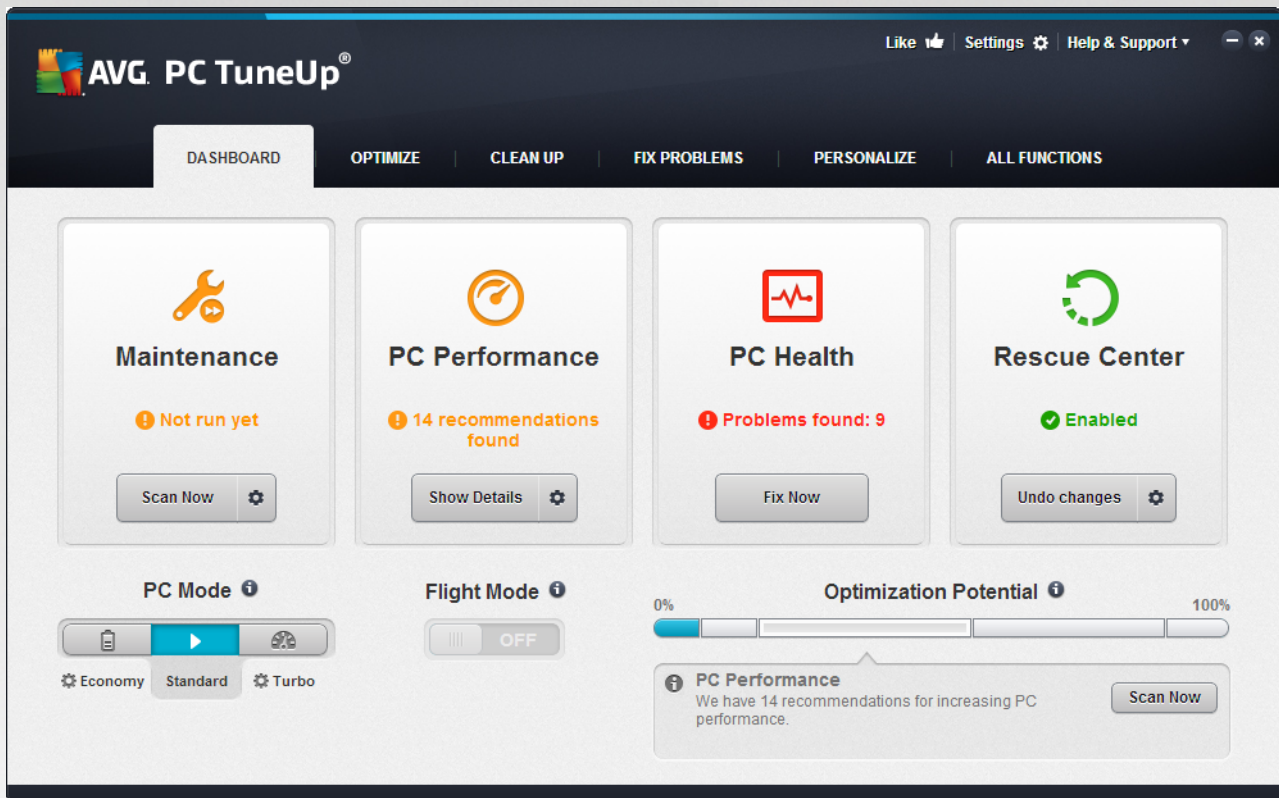 Like Settings Help & Support
AVG PC TuneUp®
DASHBOARD OPTIMIZE CLEAN UP FIX PROBLEMS PERSONALIZE ALL FUNCTIONS
Maintenance
Not run yet
Scan Now
PC Performance
14 recommendations
found
Show Details
PC Health
Problems found: 9
Fix Now
Rescue Center
Enabled
Undo changes
PC Mode
Economy Standard Turbo
Flight Mode
OFF
Optimization Potential
0% 100%
PC Performance
We have 14 recommendations for increasing PC
performance.
Scan Now